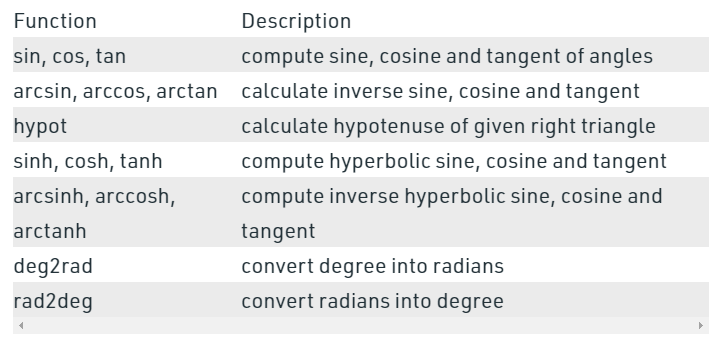 Function Description
sin, cos, tan compute sine, cosine and tangent of angles
arcsin, arccos, arctan calculate inverse sine, cosine and tangent
hypot calculate hypotenuse of given right triangle
sinh, cosh, tanh compute hyperbolic sine, cosine and tangent
arcsinh, arccosh, compute inverse hyperbolic sine, cosine and
arctanh tangent
deg2rad convert degree into radians
rad2deg convert radians into degree